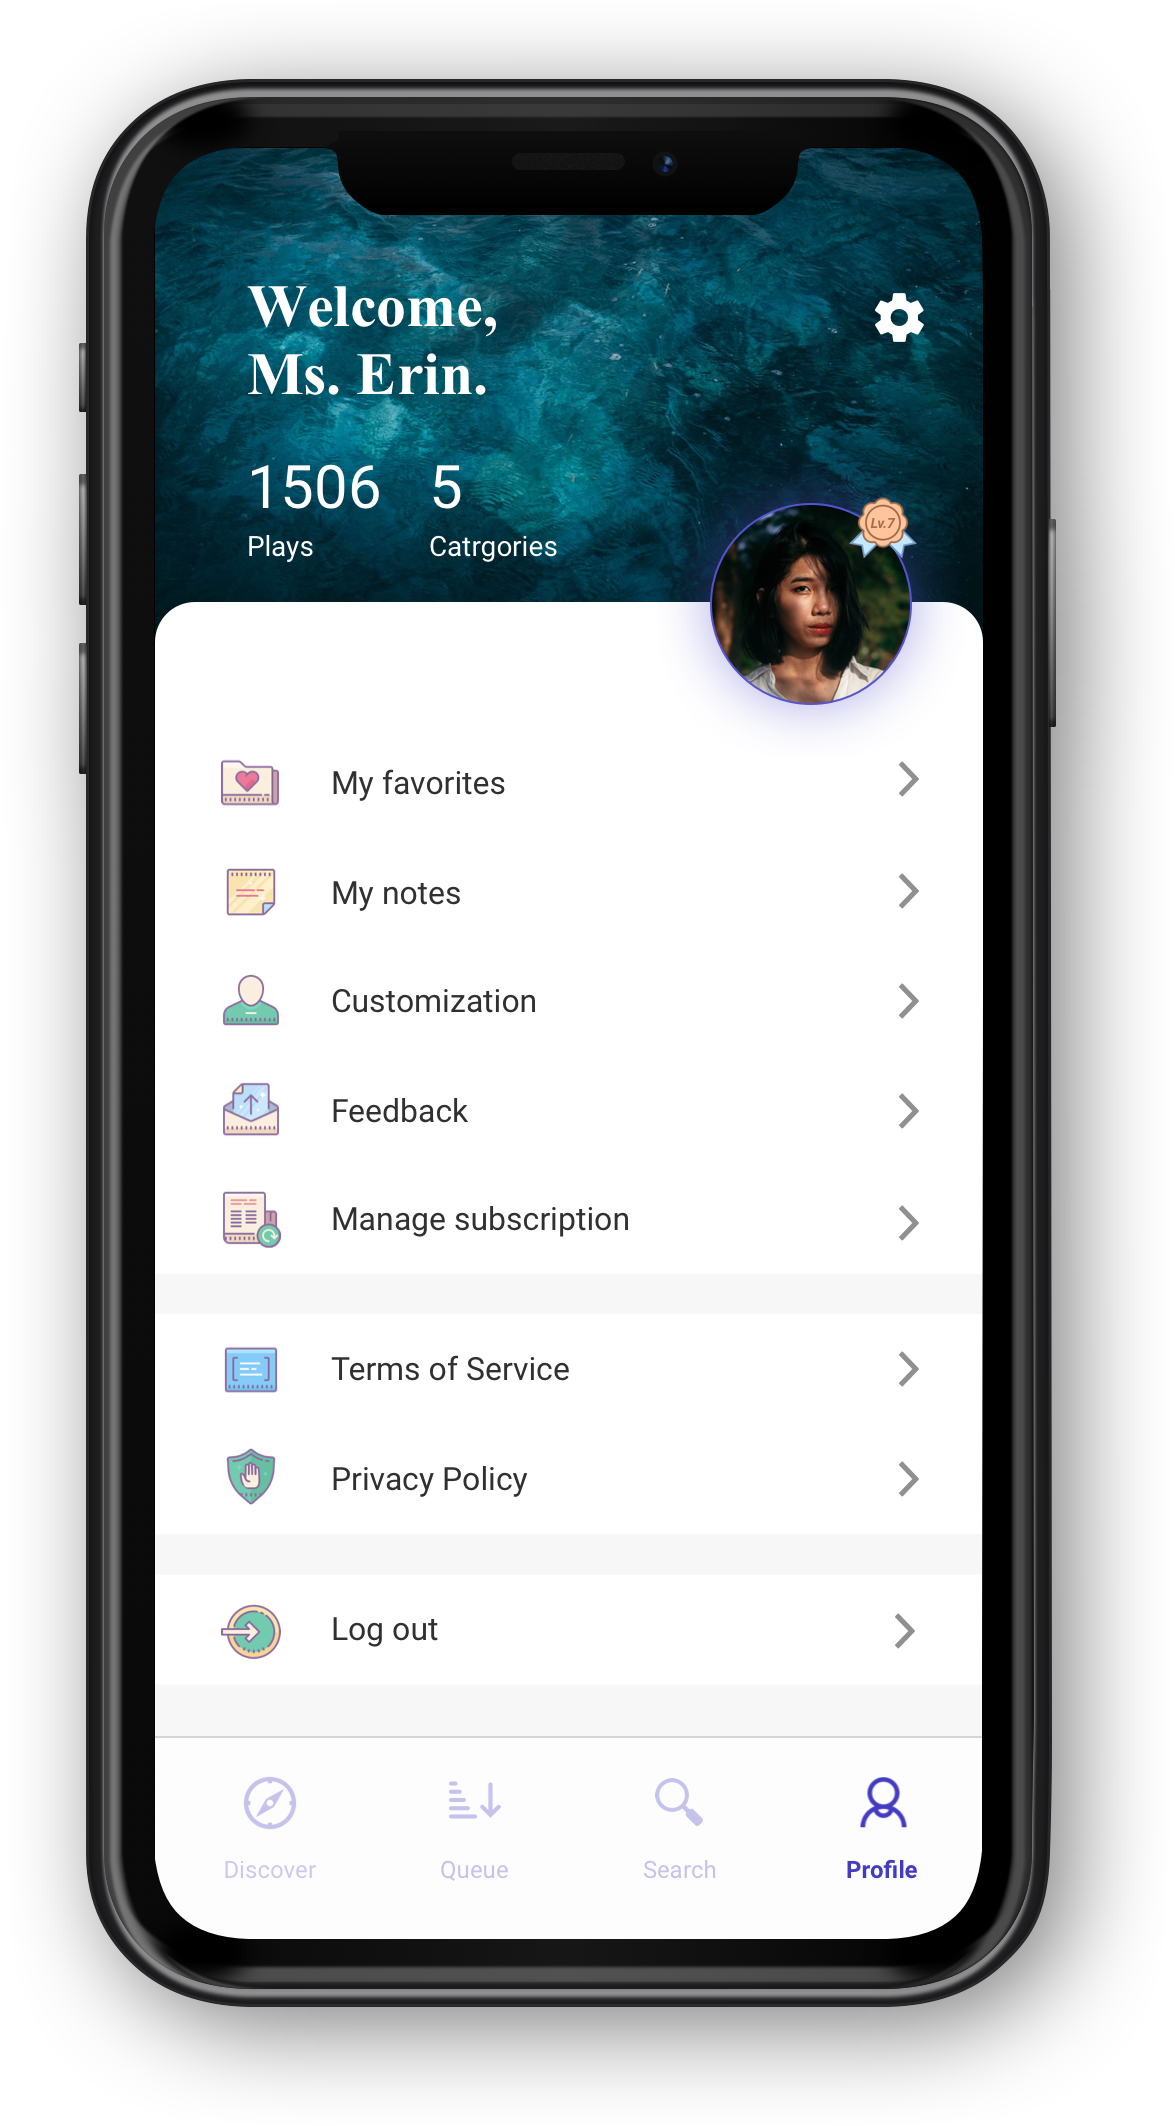 Welcome,
Ms. Erin.
1506 5
Plays Catrgories
Lv.7
My favorites
My notes
Customization
Feedback
Manage subscription
Terms of Service
Privacy Policy
Log out
Discover Queue Search Profile